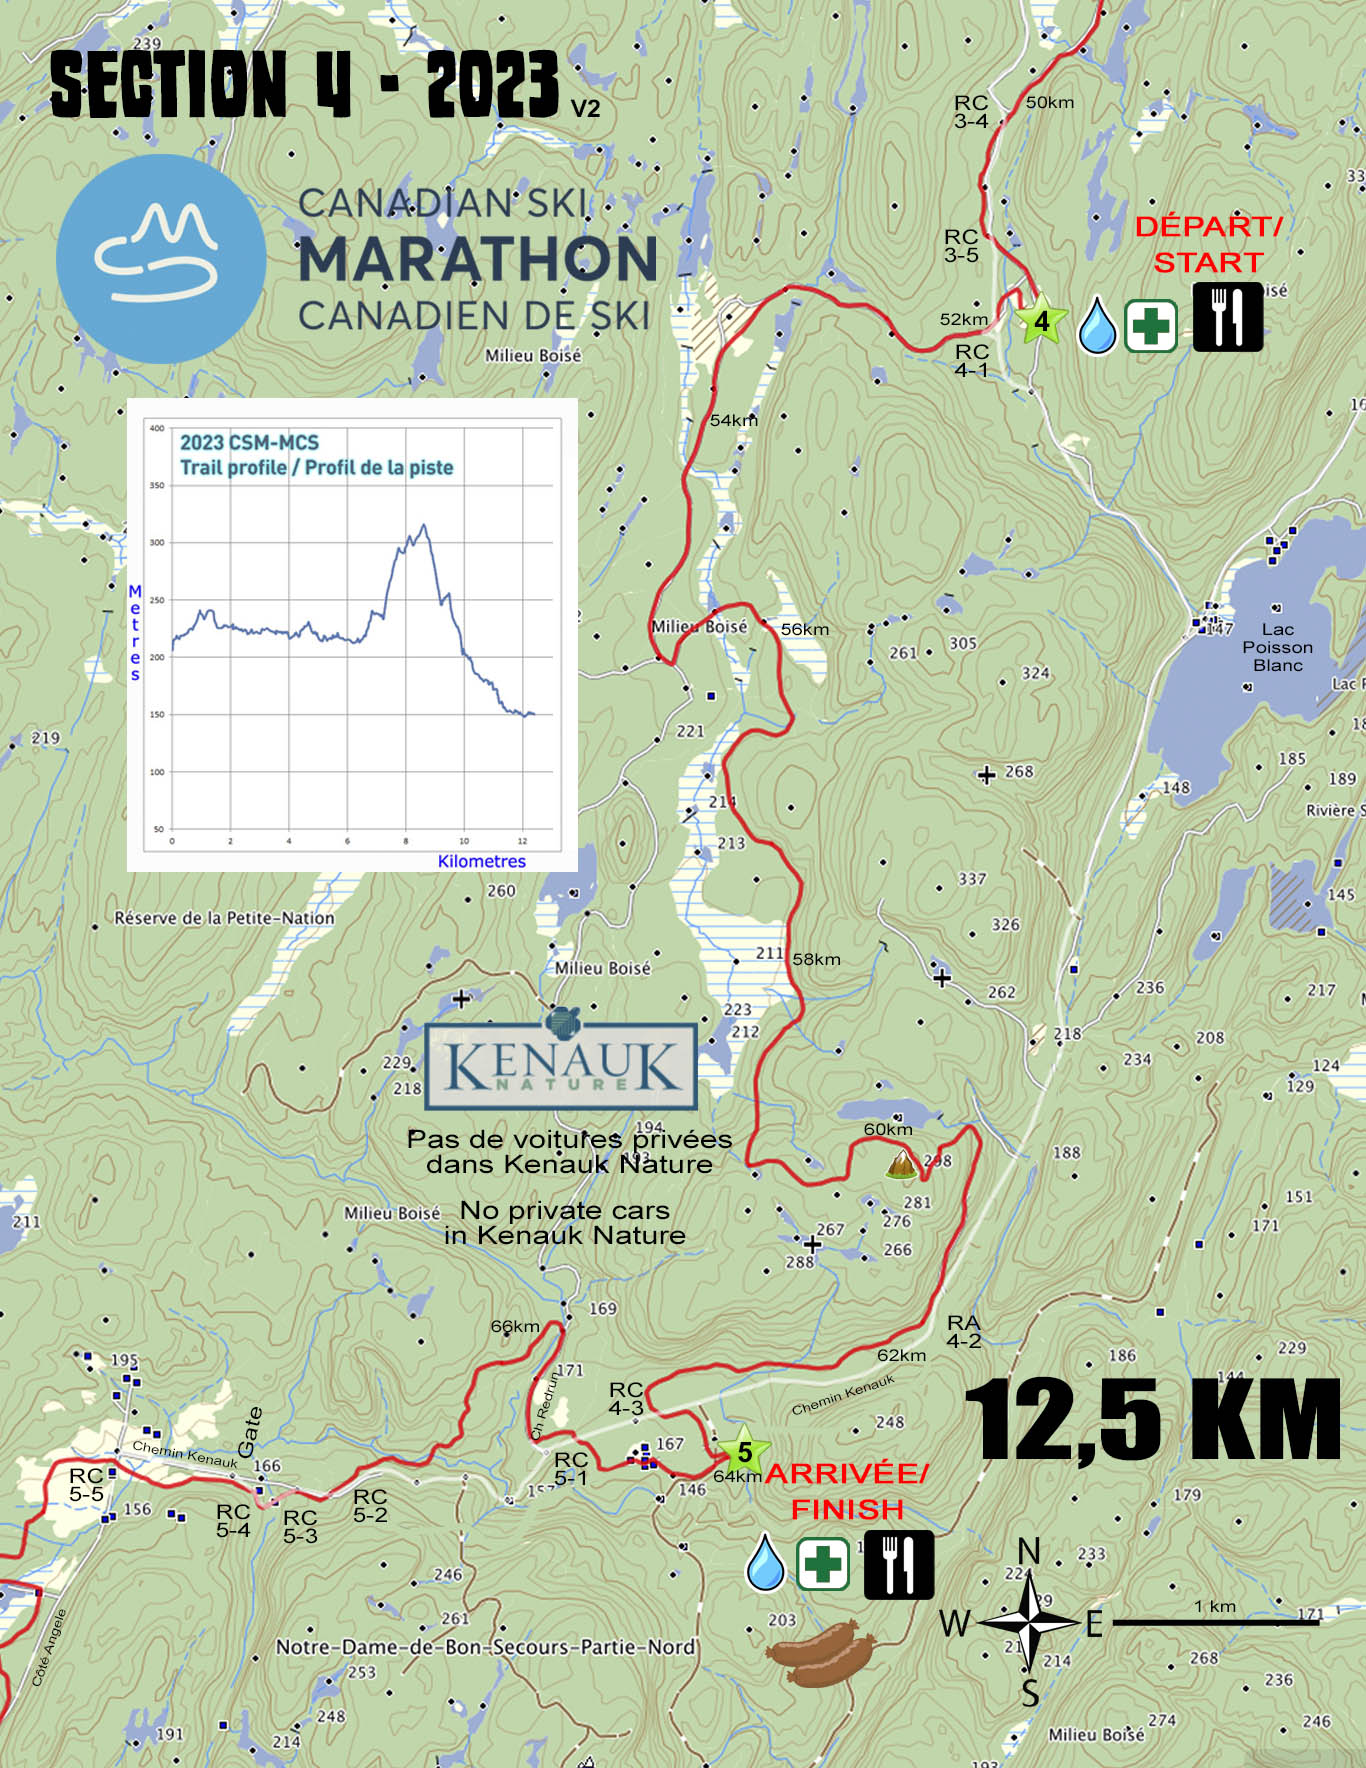 239
SECTION 4 - 2023 V2
CANADIAN SKI
MARATHON
CANADIEN DE SKI
Milieu Boisé
RC
3-4
50km
RC
3-5
DÉPART/
START
52km
RC
4-1
4
54km
400
350
300
250
200
150
100
50
2023 CSM-MCS
Trail profile / Profil de la piste
Metres
0 2 4 6 8 10 12
Kilometres
Milieu Boisé
56km
261
305
324
147
Lac
Poisson
Blanc
219
221
268
185
189
148
214
213
Rivière S
260
337
145
Réserve de la Petite-Nation
326
211
58km
Milieu Boisé
262
236
217
223
212
218
208
234
124
129
229
218
KENAUK
NATURE
194
193
Pas de voitures privées
dans Kenauk Nature
60km
298
188
No private cars
in Kenauk Nature
Milieu Boisé
211
281
276
267
266
288
151
171
169
66km
RA
4-2
62km
186
229
144
195
171
Ch Redrun
RC
4-3
Chemin Kenauk
12,5 KM
248
Gate
Chemin Kenauk
166
RC
5-5
156
RC
5-4
RC
5-3
RC
5-2
RC
5-1
167
146
5
64km
ARRIVÉE/
FINISH
179
N
W E
S
1 km
233
171
246
261
203
214
268
236
Notre-Dame-de-Bon-Secours-Partie-Nord
Côté Angele
253
248
191
214
274
246
Milieu Boisé
193